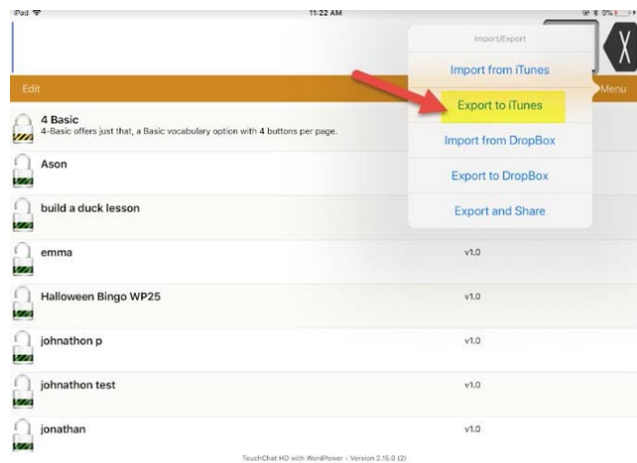 iPad
11:22 AM
9%
Import/Export
Import from iTunes
Edit
Menu
Export to iTunes
4 Basic
4-Basic offers just that, a Basic vocabulary option with 4 buttons per page.
Import from DropBox
Ason
Export to DropBox
build a duck lesson
Export and Share
emma
v1.0
Halloween Bingo WP25
v1.0
johnathon p
v1.0
johnathon test
v1.0
jonathan
v1.0
TouchChat HD with WordPower - Version 2.15.0 (2)